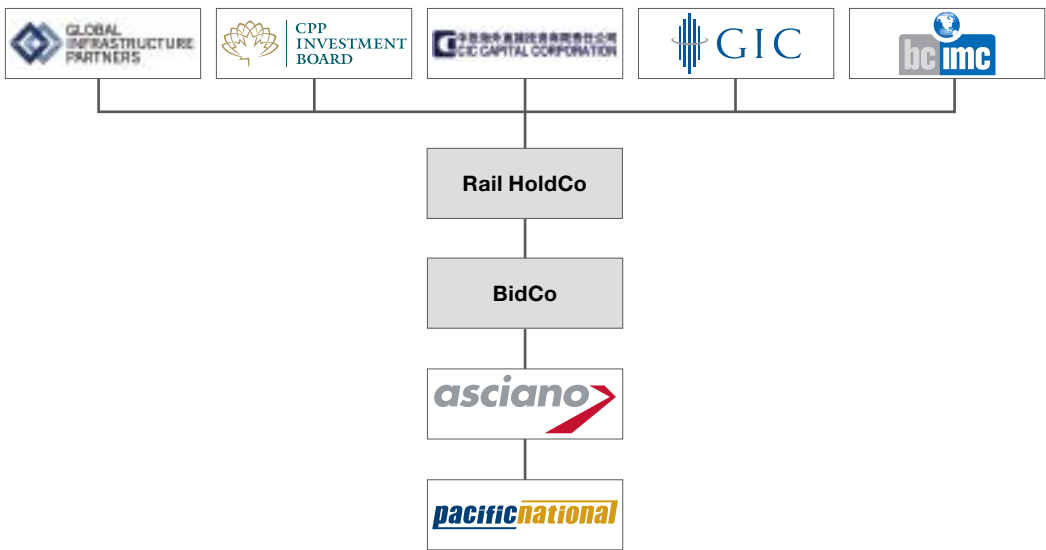 GLOBAL
INFRASTRUCTURE
PARTNERS
CPP
INVESTMENT
BOARD
CIC CAPITAL CORPORATION
GIC
bc imc
Rail HoldCo
BidCo
asciano
pacificnational